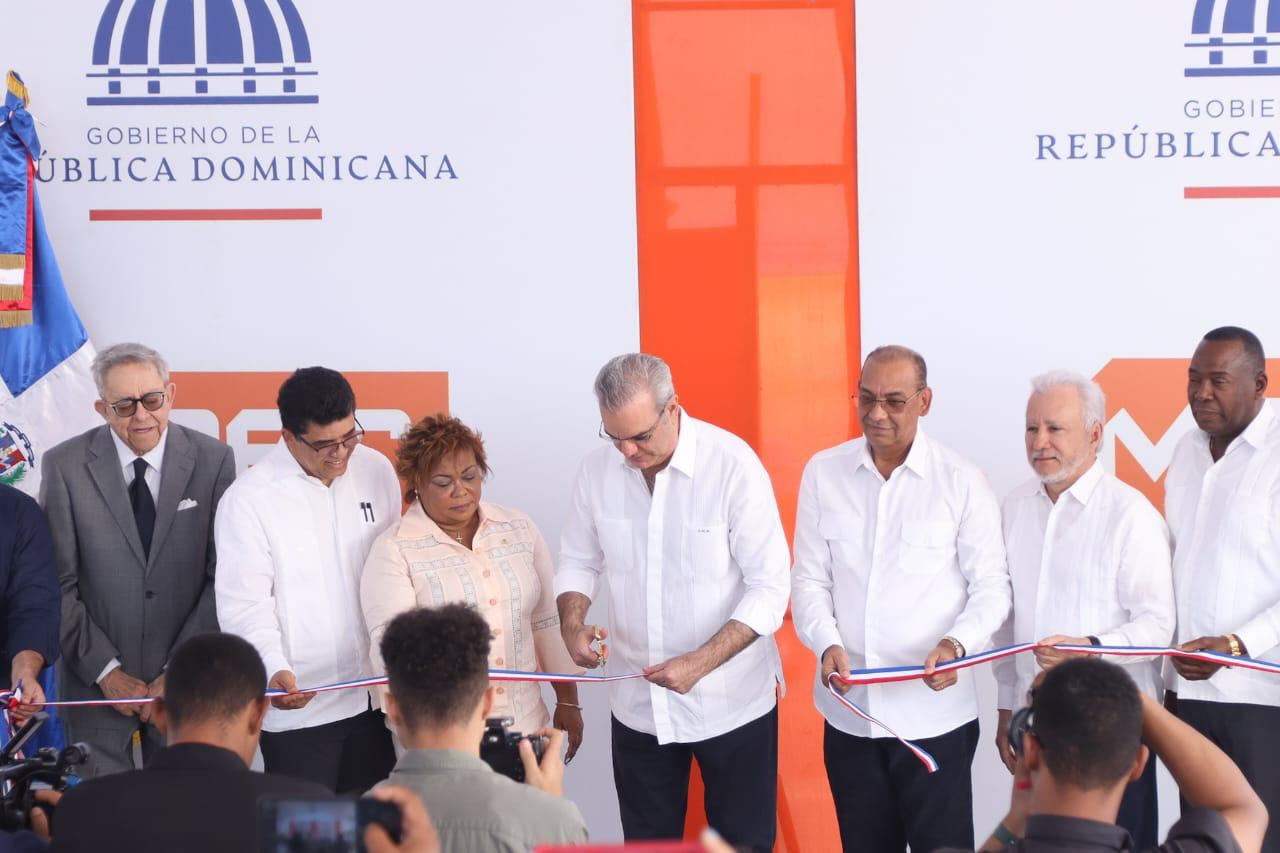 GOBIERNO DE LA
ÚBLICA DOMINICANA
GOBIE
REPÚBLICA
M